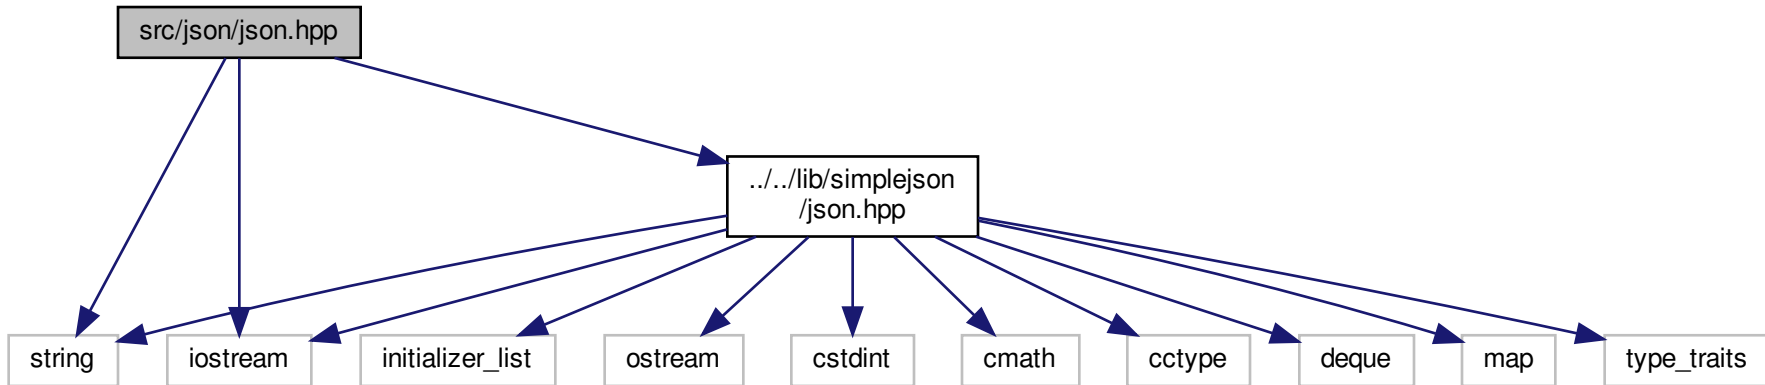 src/json/json.hpp
../../lib/simplejson
/json.hpp
string
iostream
initializer_list
ostream
cstdint
cmath
cctype
deque
map
type_traits